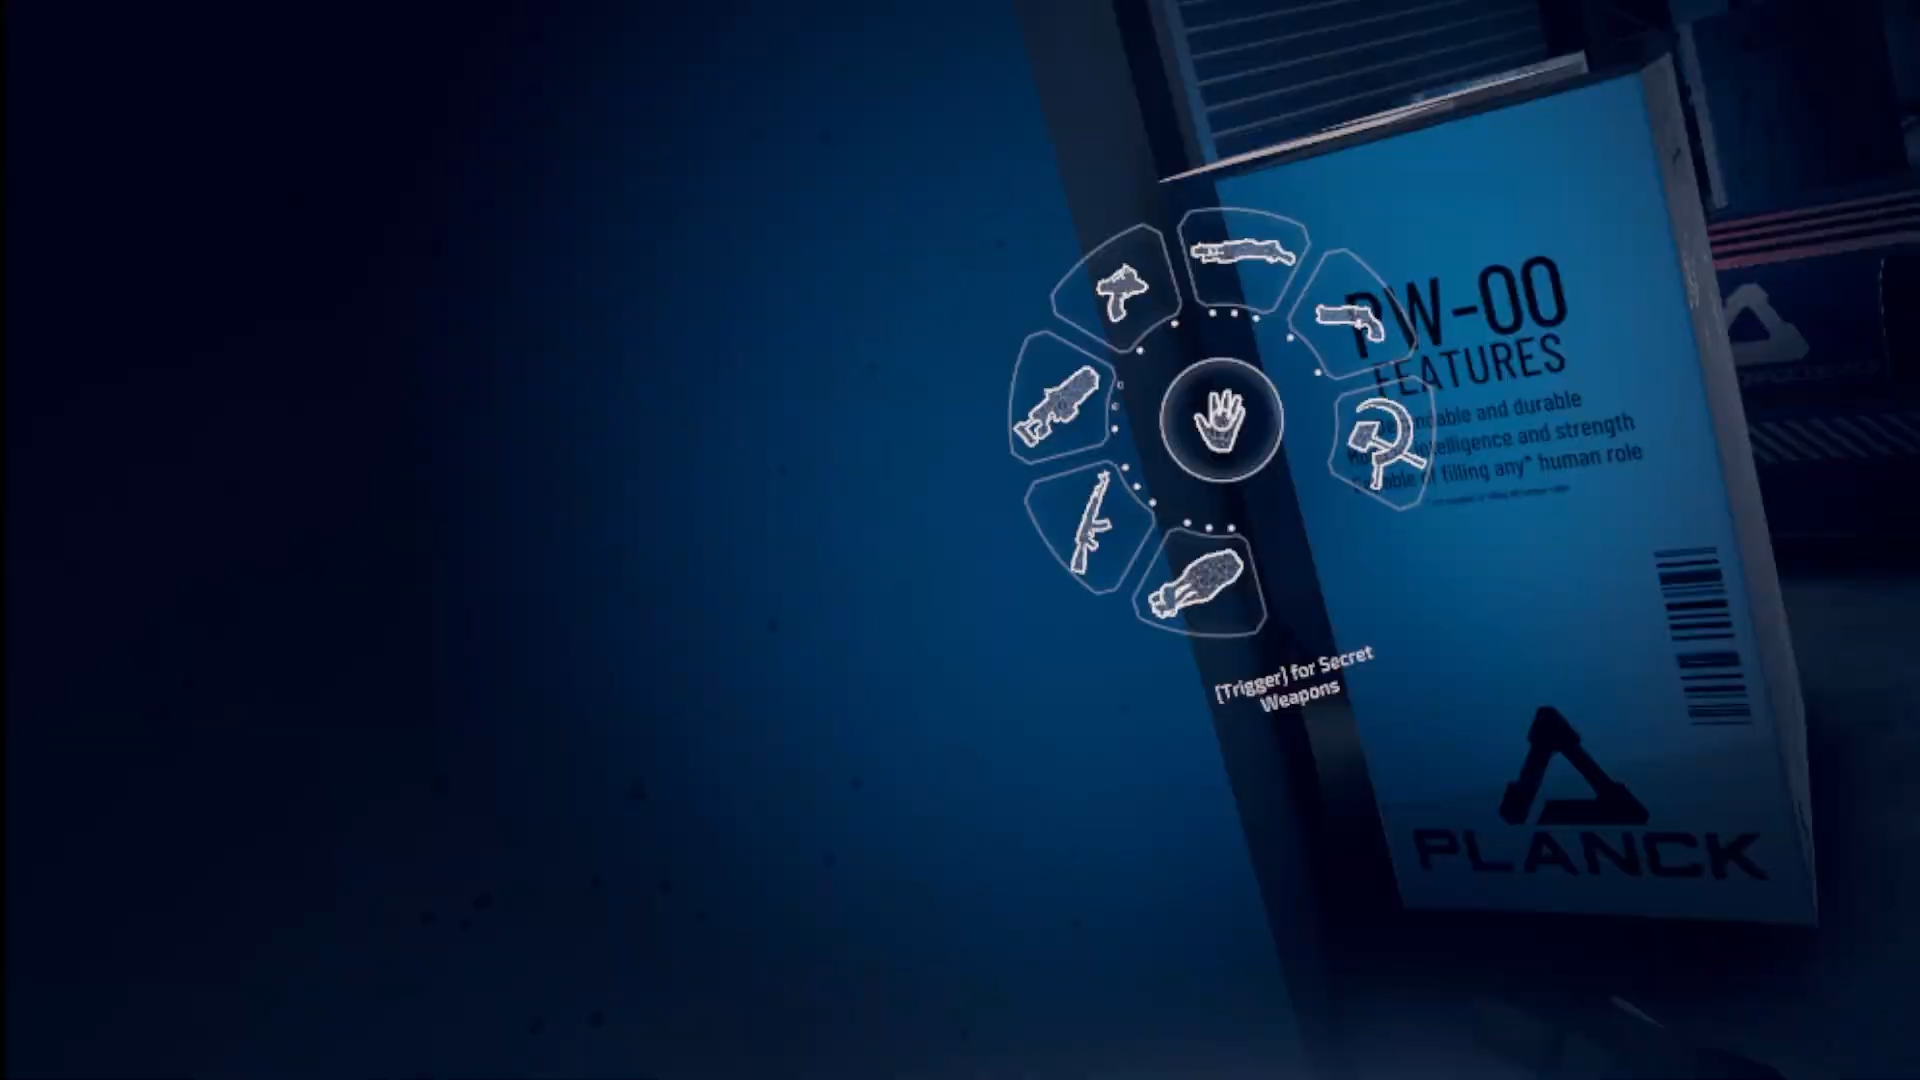 PW-00
FEATURES
and durable
intelligence and strength
of filling any* human role
[Trigger} for Secret
Weapons
PLANCK